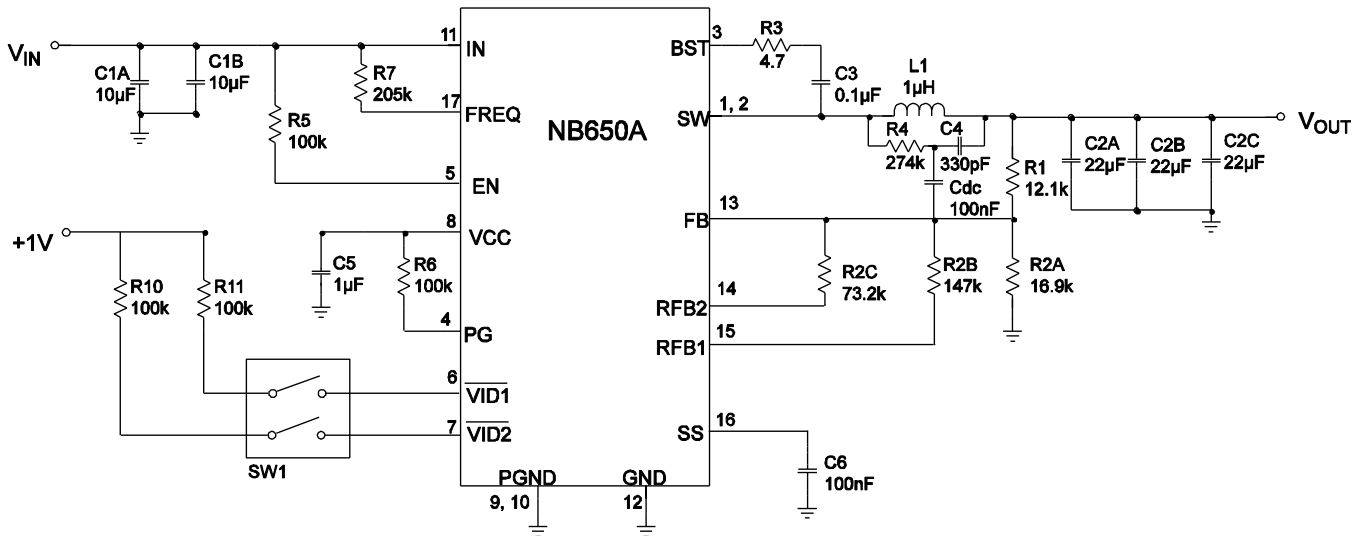 V_IN
C1A
10µF
C1B
10µF
R7
205k
R5
100k
11
IN
17
FREQ
5
EN
8
VCC
+1V
R10
100k
R11
100k
C5
1µF
R6
100k
4
PG
6
VID1
7
VID2
SW1
NB650A
PGND
9, 10
GND
12
BST
3
R3
4.7
C3
0.1µF
L1
1µH
SW
1, 2
R4
274k
C4
330pF
Cdc
100nF
R1
12.1k
C2A
22µF
C2B
22µF
C2C
22µF
V_OUT
FB
13
R2C
73.2k
R2B
147k
R2A
16.9k
RFB2
14
RFB1
15
SS
16
C6
100nF